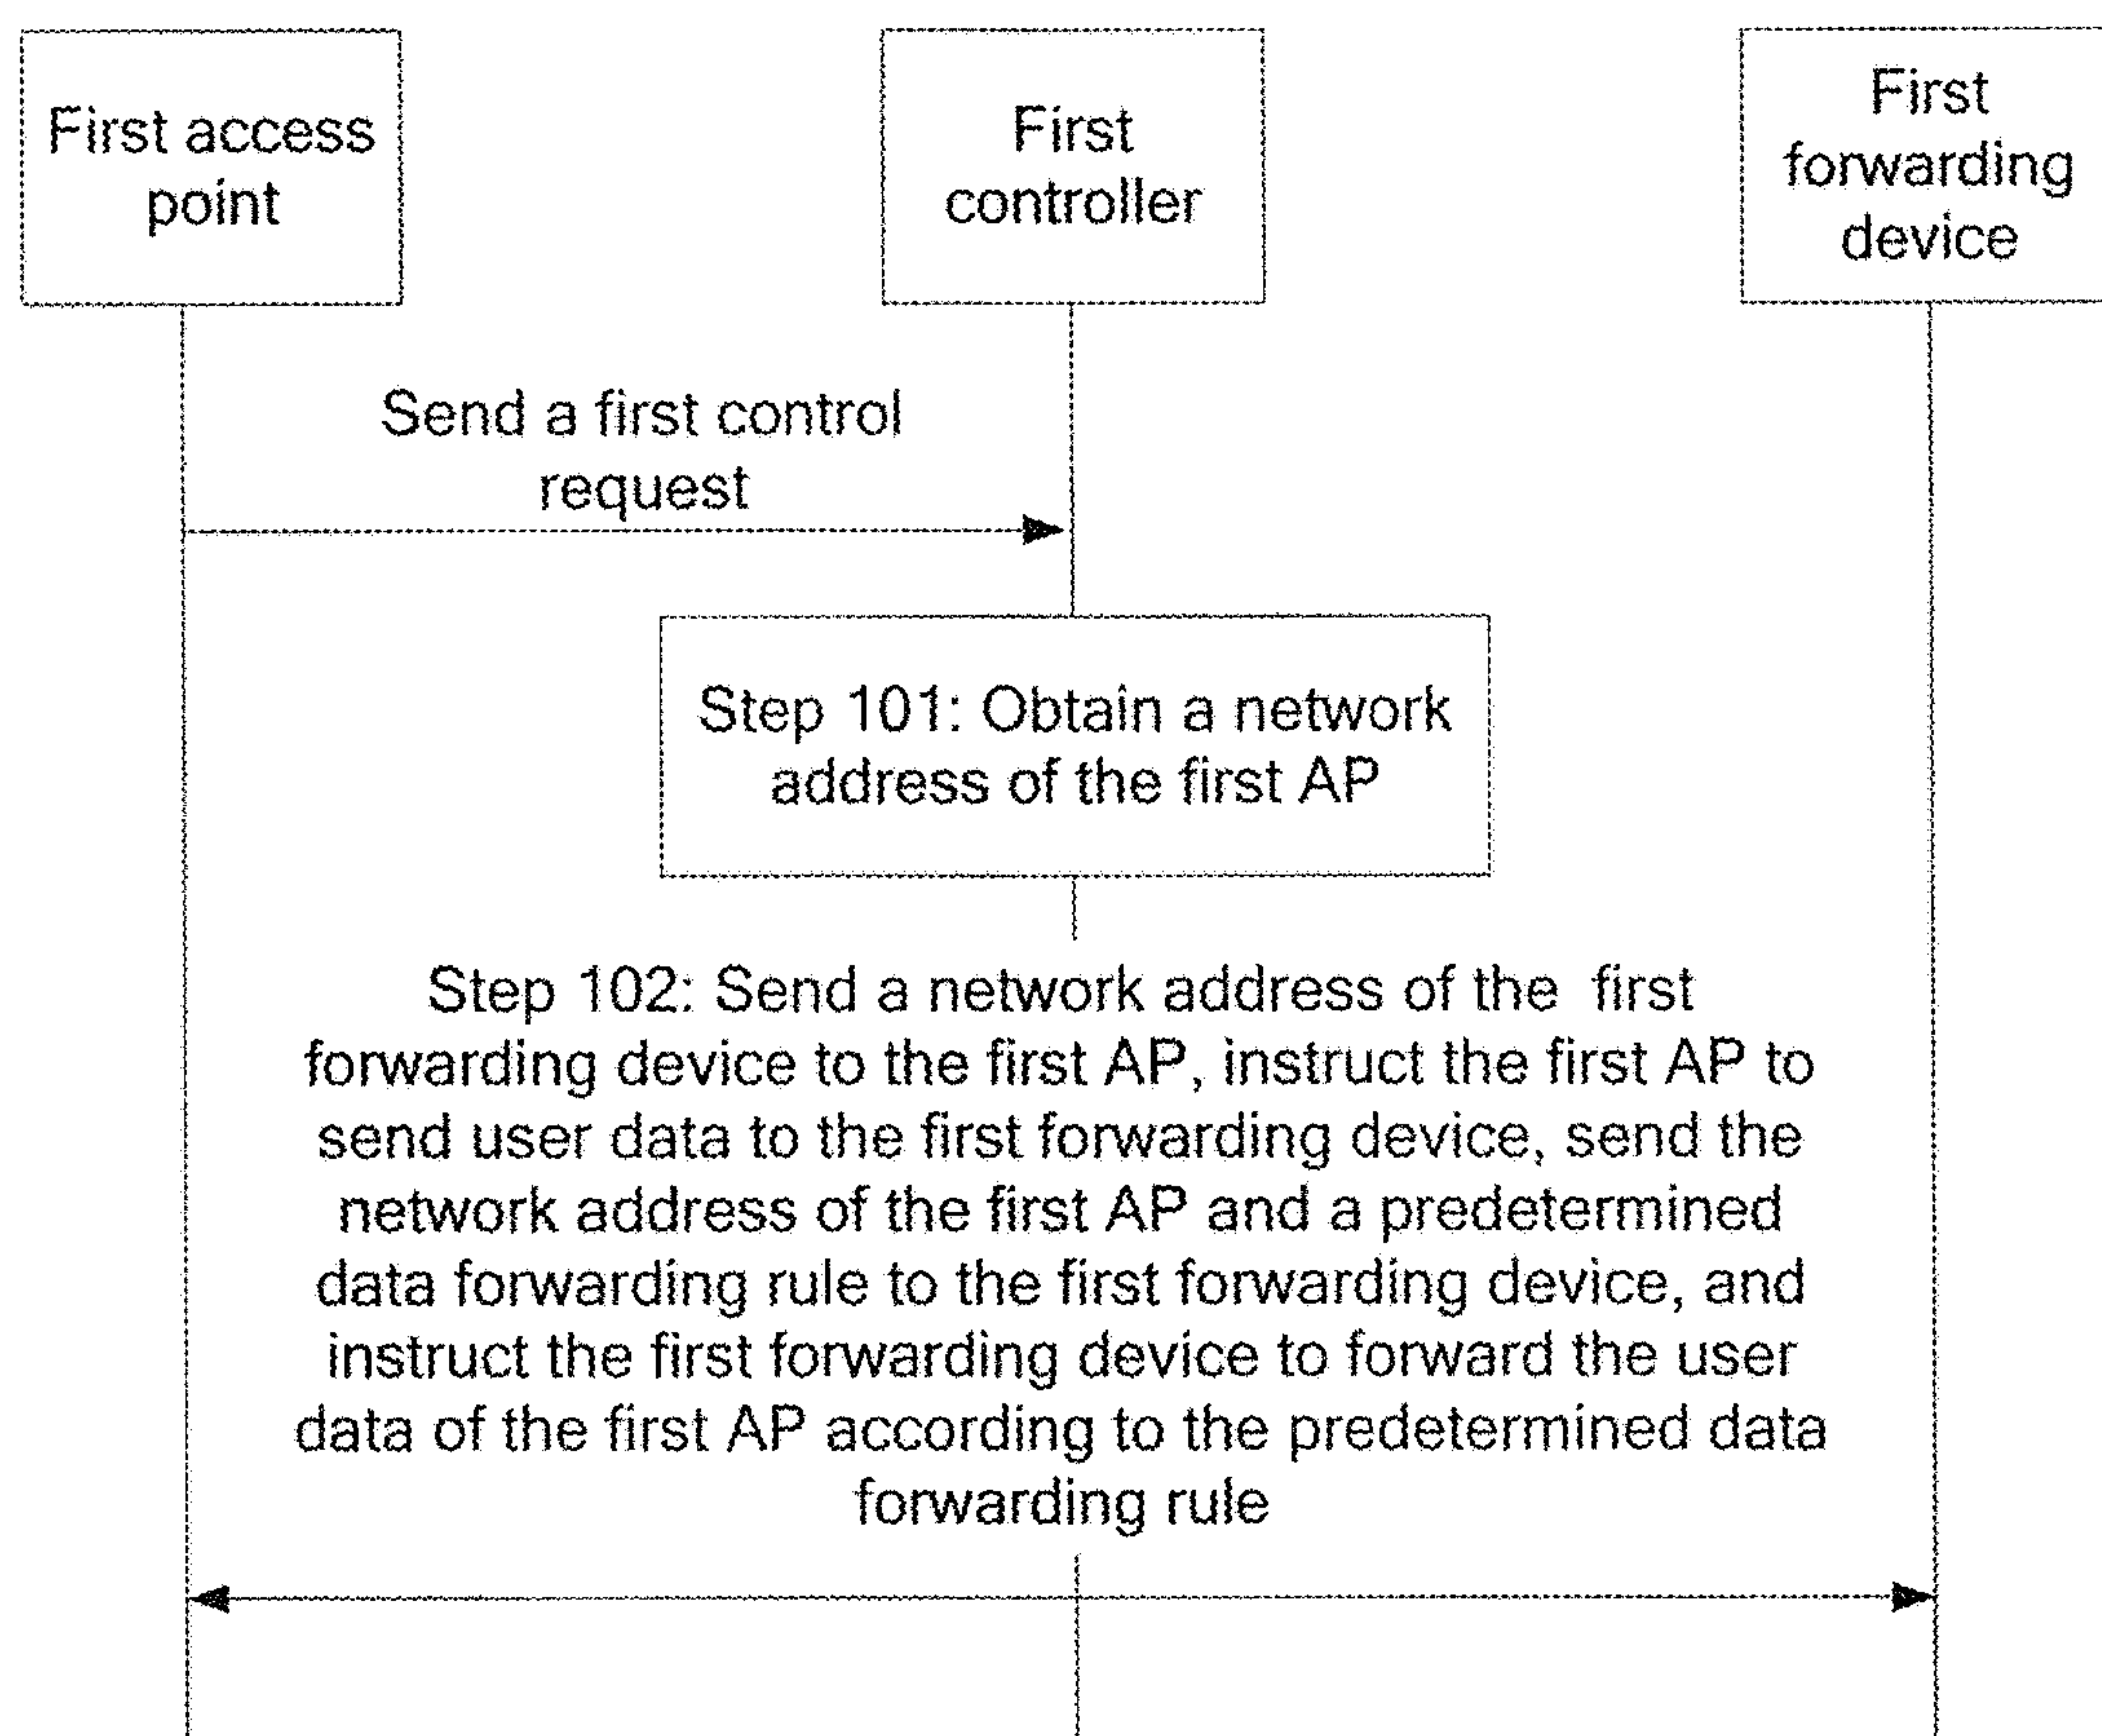 First access
point
First
controller
First
forwarding
device
Send a first control
request
Step 101: Obtain a network
address of the first AP
Step 102: Send a network address of the first
forwarding device to the first AP, instruct the first AP to
send user data to the first forwarding device, send the
network address of the first AP and a predetermined
data forwarding rule to the first forwarding device, and
instruct the first forwarding device to forward the user
data of the first AP according to the predetermined data
forwarding rule